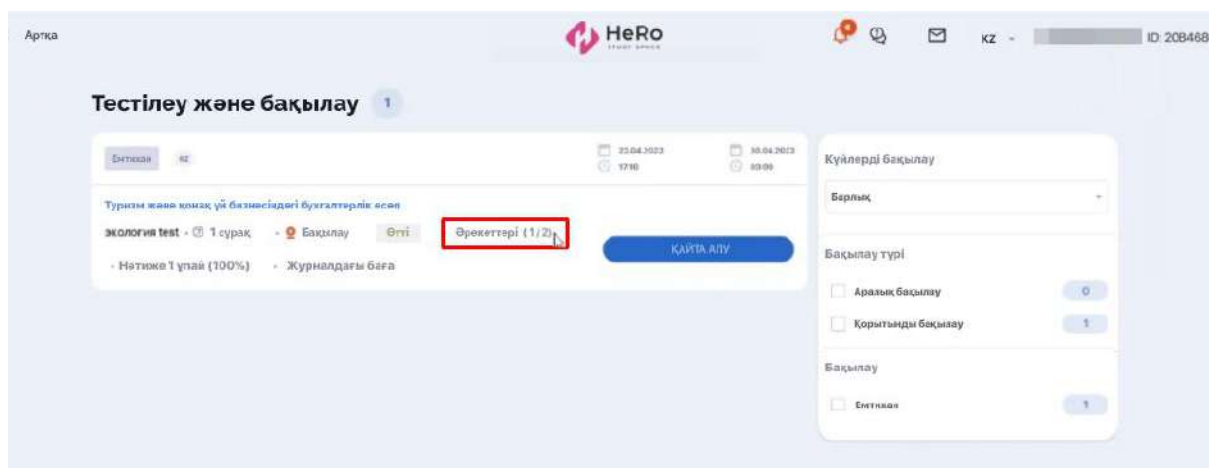 Артқа
HeRo
STUDY SPACE
KZ
ID: 208468
Тестілеу және бақылау 1
Емтихан KZ
23.04.2023 30.04.2023
17:10
Туризм және қонақ үй бизнесіндегі бухгалтерлік есеп
экология test - 1 сұрақ - Бақылау Өтті Әрекеттері (1/2)
ҚАЙТА АЛУ
- Нәтиже 1 ұпай (100%) - Журналдағы баға
Күйлерді бақылау
Барлық
Бақылау түрі
Аралық бақылау 0
Қорытынды бақылау 1
Бақылау
Емтихан 1